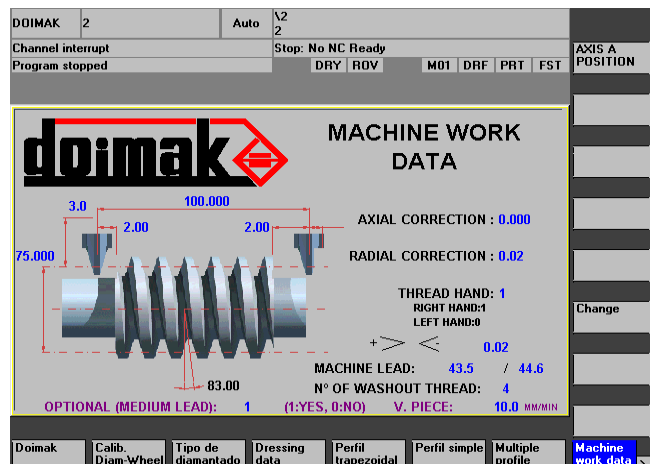 DOIMAK 2 Auto \2
2
Channel interrupt Stop: No NC Ready
Program stopped DRY ROV M01 DRF PRT FST
AXIS A
POSITION
doimak
MACHINE WORK
DATA
3.0 100.000
2.00 2.00
75.000
AXIAL CORRECTION : 0.000
RADIAL CORRECTION : 0.02
THREAD HAND: 1
RIGHT HAND:1
LEFT HAND:0
Change
+ > < - 0.02
MACHINE LEAD: 43.5 / 44.6
83.00
Nº OF WASHOUT THREAD: 4
OPTIONAL (MEDIUM LEAD): 1 (1:YES, 0:NO) V. PIECE: 10.0 MM/MIN
Doimak
Calib.
Diam-Wheel
Tipo de
diamantado
Dressing
data
Perfil
trapezoidal
Perfil simple
Multiple
profile
Machine
work data >